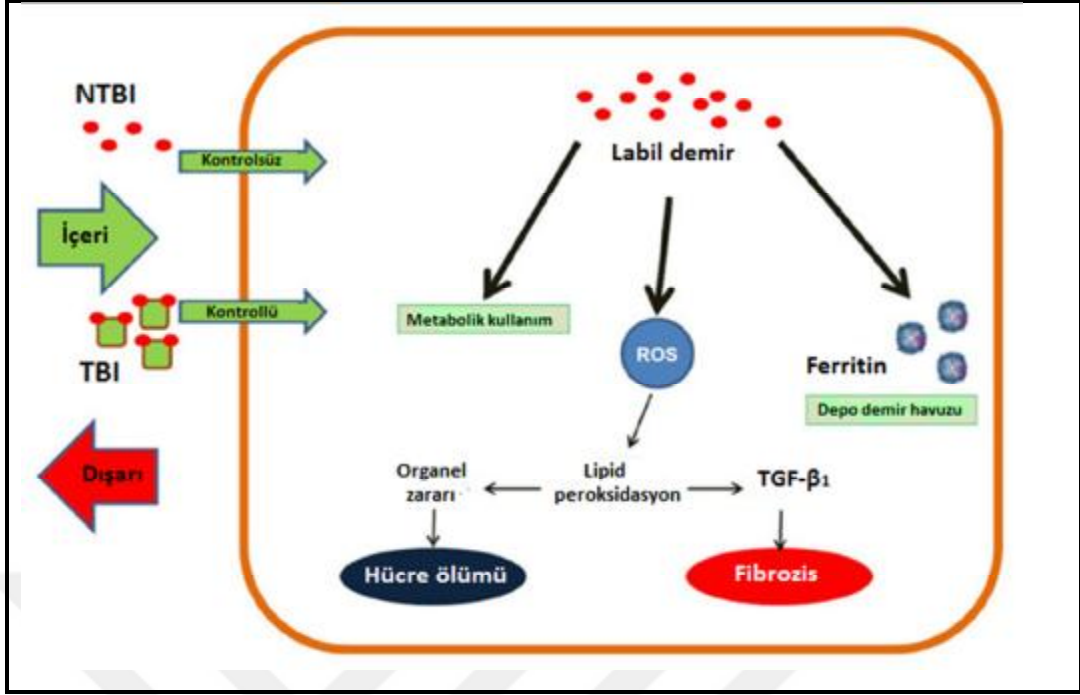 NTBI
Kontrolsüz
İçeri
Kontrollü
TBI
Dışarı
Labil demir
Metabolik kullanım
ROS
Ferritin
Depo demir havuzu
Organel
zararı
Lipid
peroksidasyon
TGF-β1
Hücre ölümü
Fibrozis